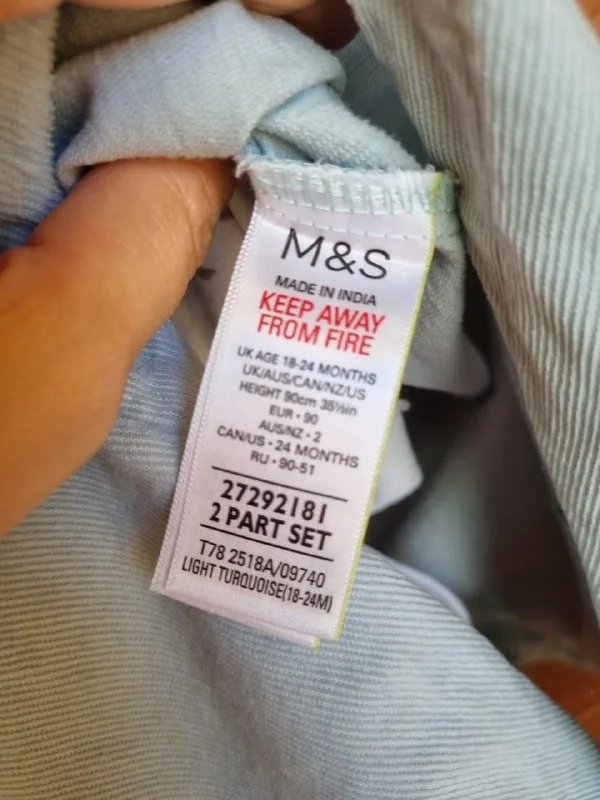 M&S
MADE IN INDIA
KEEP AWAY
FROM FIRE
UK AGE 18-24 MONTHS
UK/AUS/CAN/NZ/US
HEIGHT 90cm 35½in
EUR • 90
AUS/NZ • 2
CAN/US • 24 MONTHS
RU • 90-51
27292181
2 PART SET
T78 2518A/09740
LIGHT TURQUOISE(18-24M)